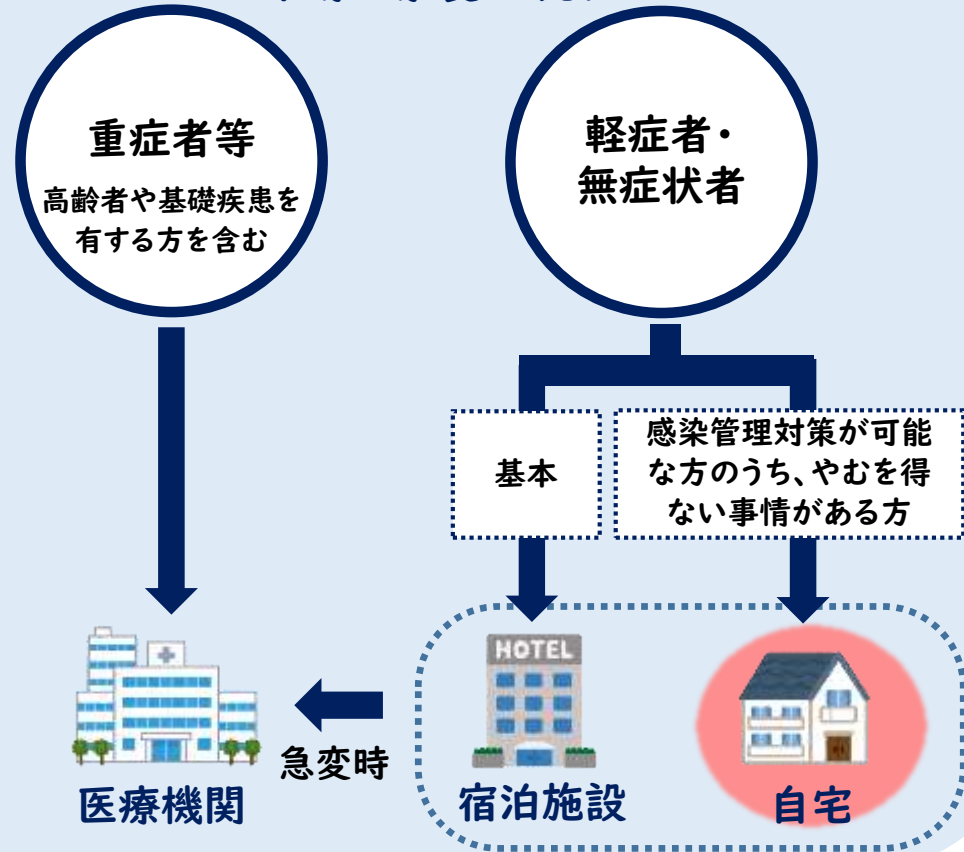 重症者等
高齢者や基礎疾患を
有する方を含む
軽症者・
無症状者
基本
感染管理対策が可能
な方のうち、やむを得
ない事情がある方
HOTEL
急変時
医療機関
宿泊施設
自宅